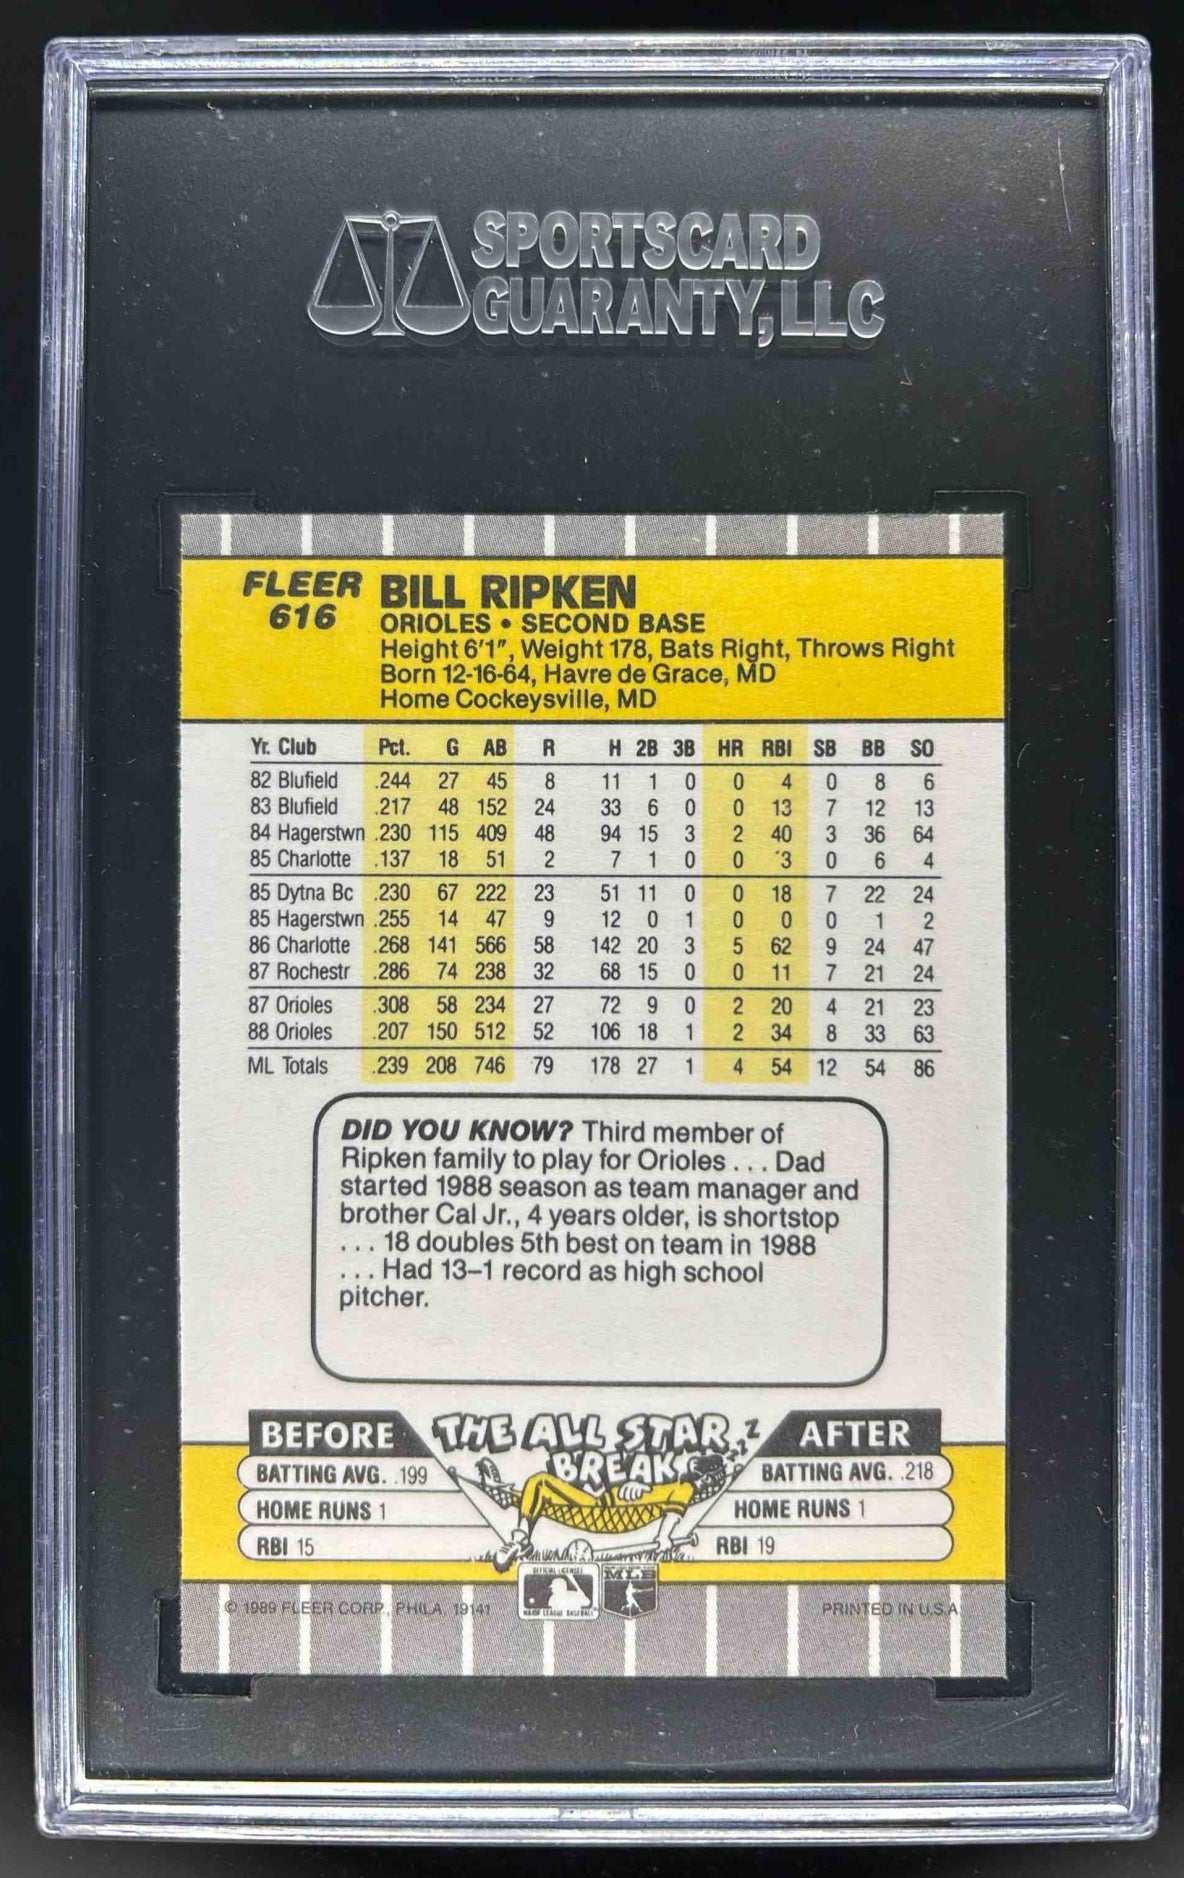 SPORTSCARD
GUARANTY, LLC
FLEER
616
BILL RIPKEN
ORIOLES • SECOND BASE
Height 6'1", Weight 178, Bats Right, Throws Right
Born 12-16-64, Havre de Grace, MD
Home Cockeysville, MD
Yr. Club Pct. G AB R H 2B 3B HR RBI SB BB SO
82 Blufield .244 27 45 8 11 1 0 0 4 0 8 6
83 Blufield .217 48 152 24 33 6 0 0 13 7 12 13
84 Hagerstwn .230 115 409 48 94 15 3 2 40 3 36 64
85 Charlotte .137 18 51 2 7 1 0 0 3 0 6 4
85 Dytna Bc .230 67 222 23 51 11 0 0 18 7 22 24
85 Hagerstwn .255 14 47 9 12 0 1 0 0 0 1 2
86 Charlotte .268 141 566 58 142 20 3 5 62 9 24 47
87 Rochestr .286 74 238 32 68 15 0 0 11 7 21 24
87 Orioles .308 58 234 27 72 9 0 2 20 4 21 23
88 Orioles .207 150 512 52 106 18 1 2 34 8 33 63
ML Totals .239 208 746 79 178 27 1 4 54 12 54 86
DID YOU KNOW? Third member of
Ripken family to play for Orioles . . . Dad
started 1988 season as team manager and
brother Cal Jr., 4 years older, is shortstop
. . . 18 doubles 5th best on team in 1988
. . . Had 13–1 record as high school
pitcher.
BEFORE
BATTING AVG. .199
HOME RUNS 1
RBI 15
THE ALL STAR
BREAK
ZZZZ
AFTER
BATTING AVG. .218
HOME RUNS 1
RBI 19
OFFICIAL LICENSEE
MAJOR LEAGUE BASEBALL
MLB
© 1989 FLEER CORP., PHILA. 19141
PRINTED IN U.S.A.